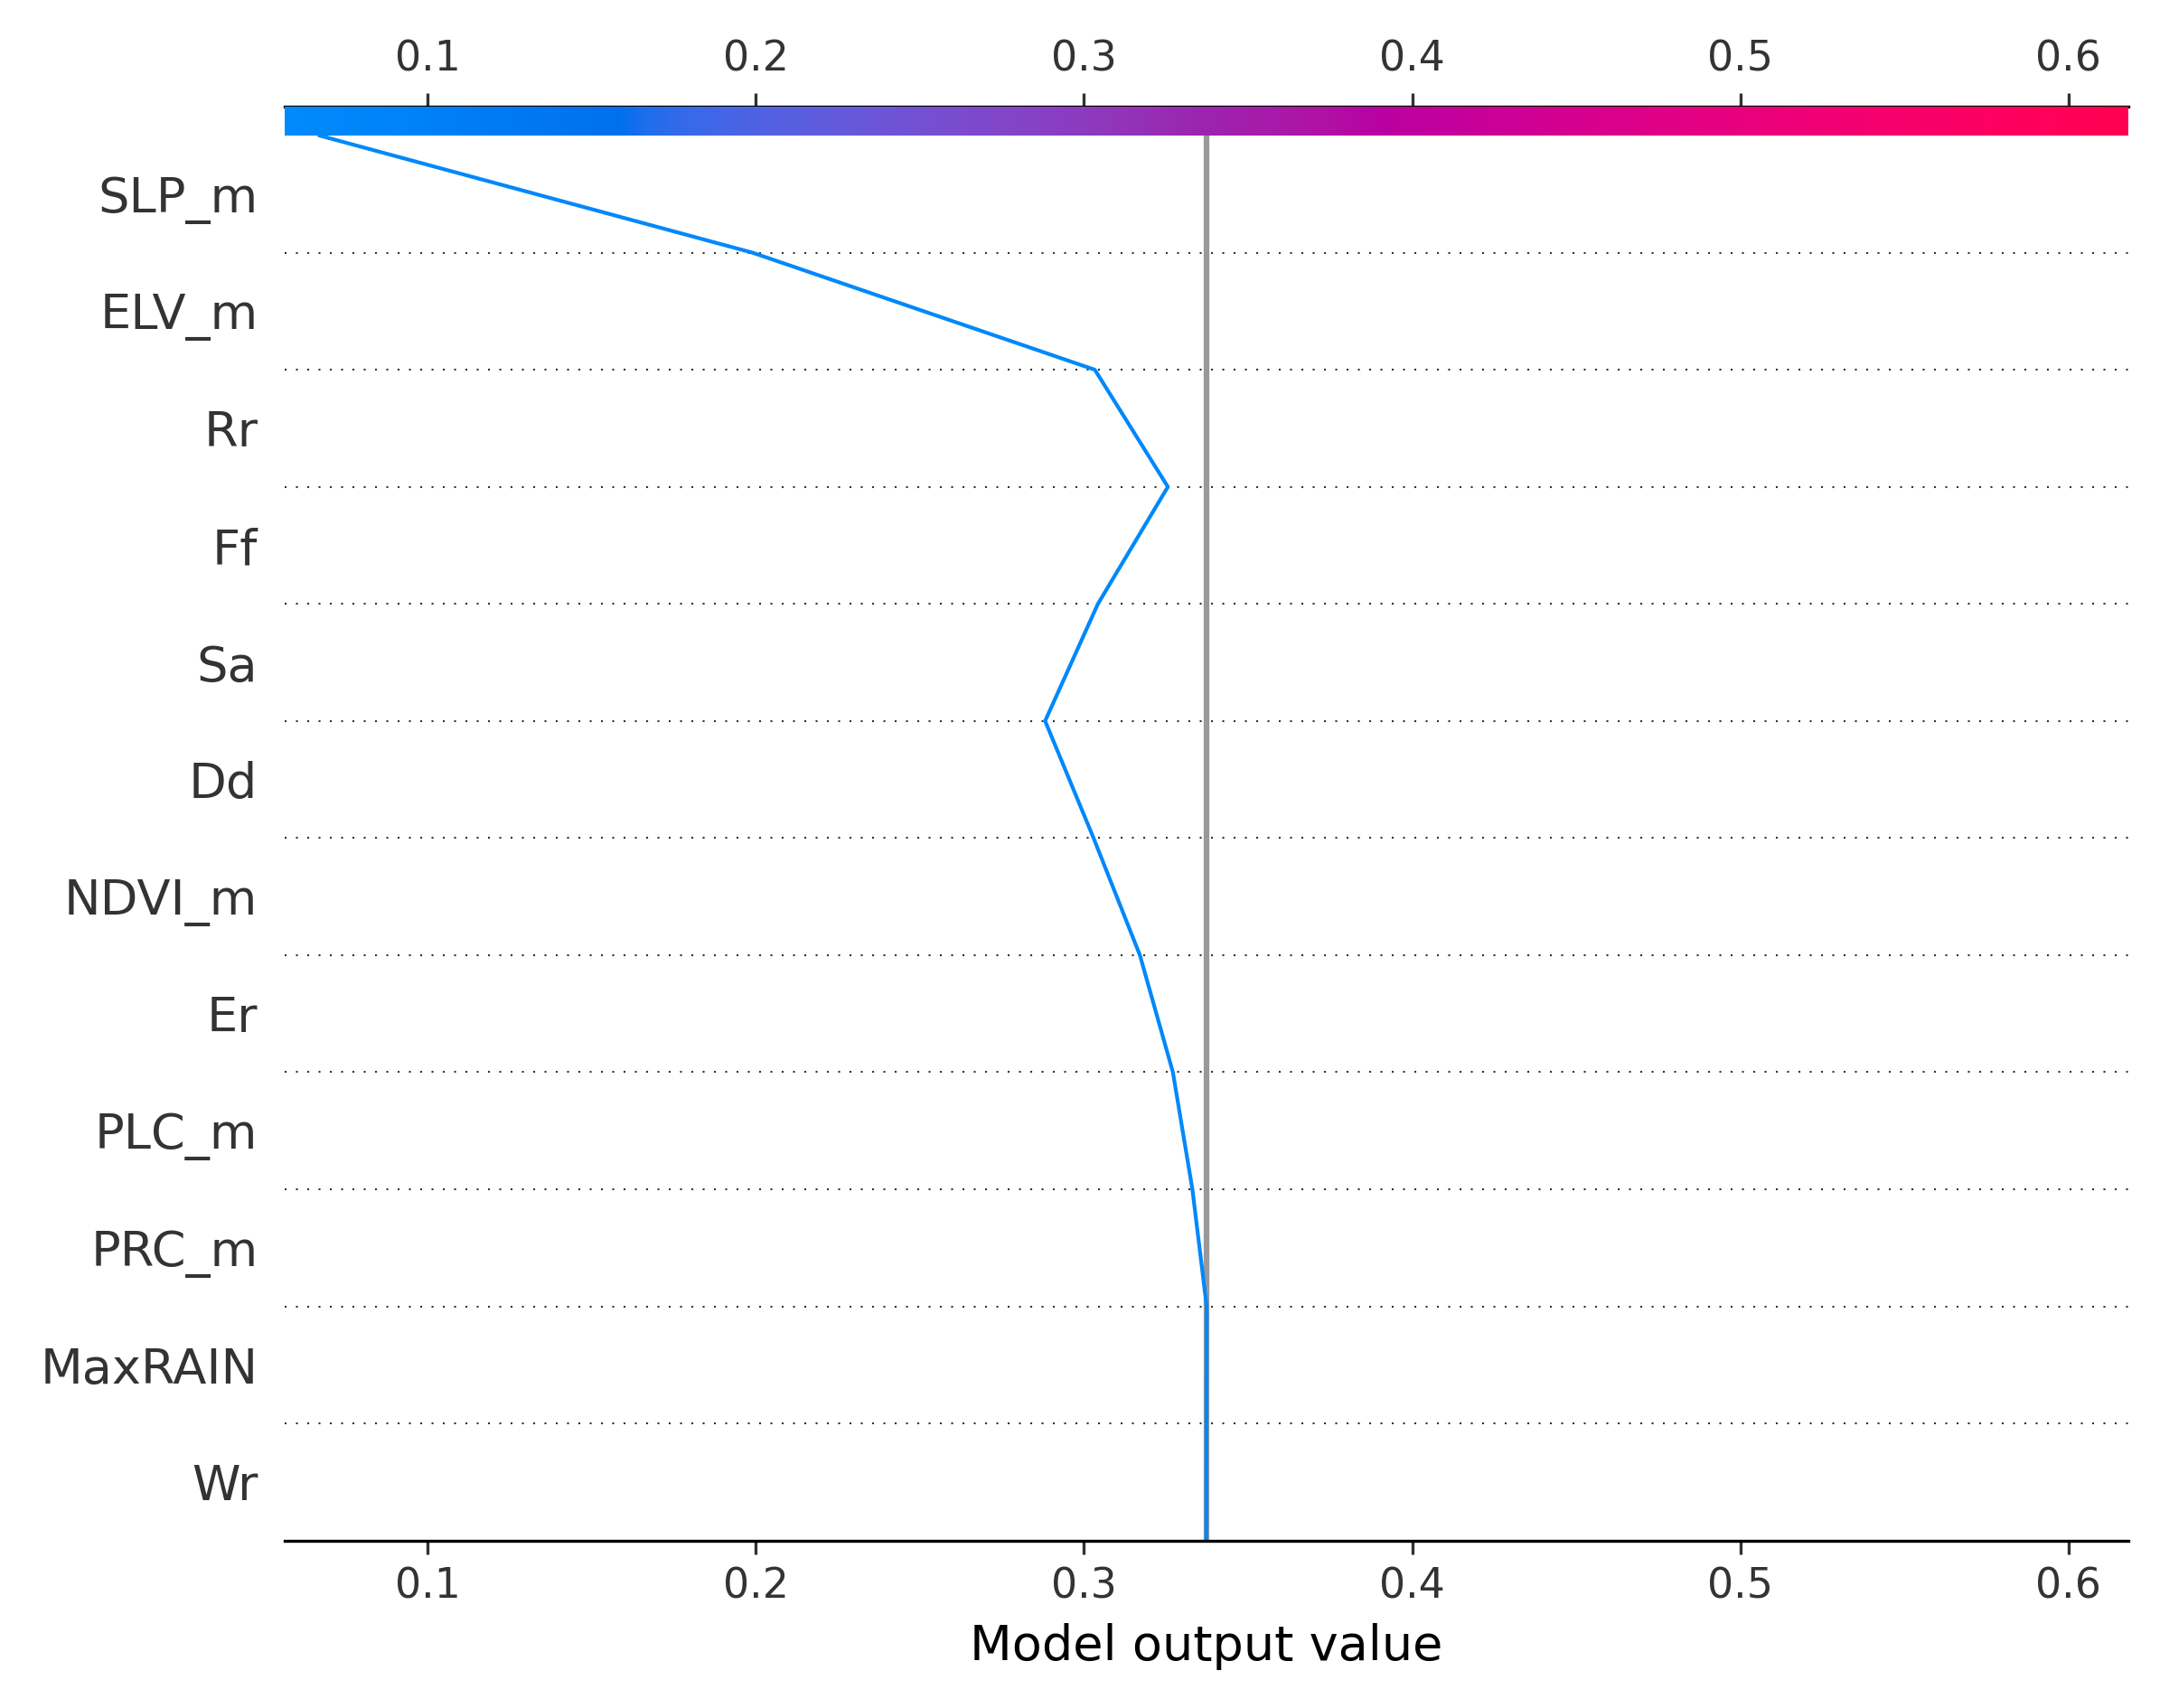 0.1 0.2 0.3 0.4 0.5 0.6
SLP_m
ELV_m
Rr
Ff
Sa
Dd
NDVI_m
Er
PLC_m
PRC_m
MaxRAIN
Wr
0.1 0.2 0.3 0.4 0.5 0.6
Model output value